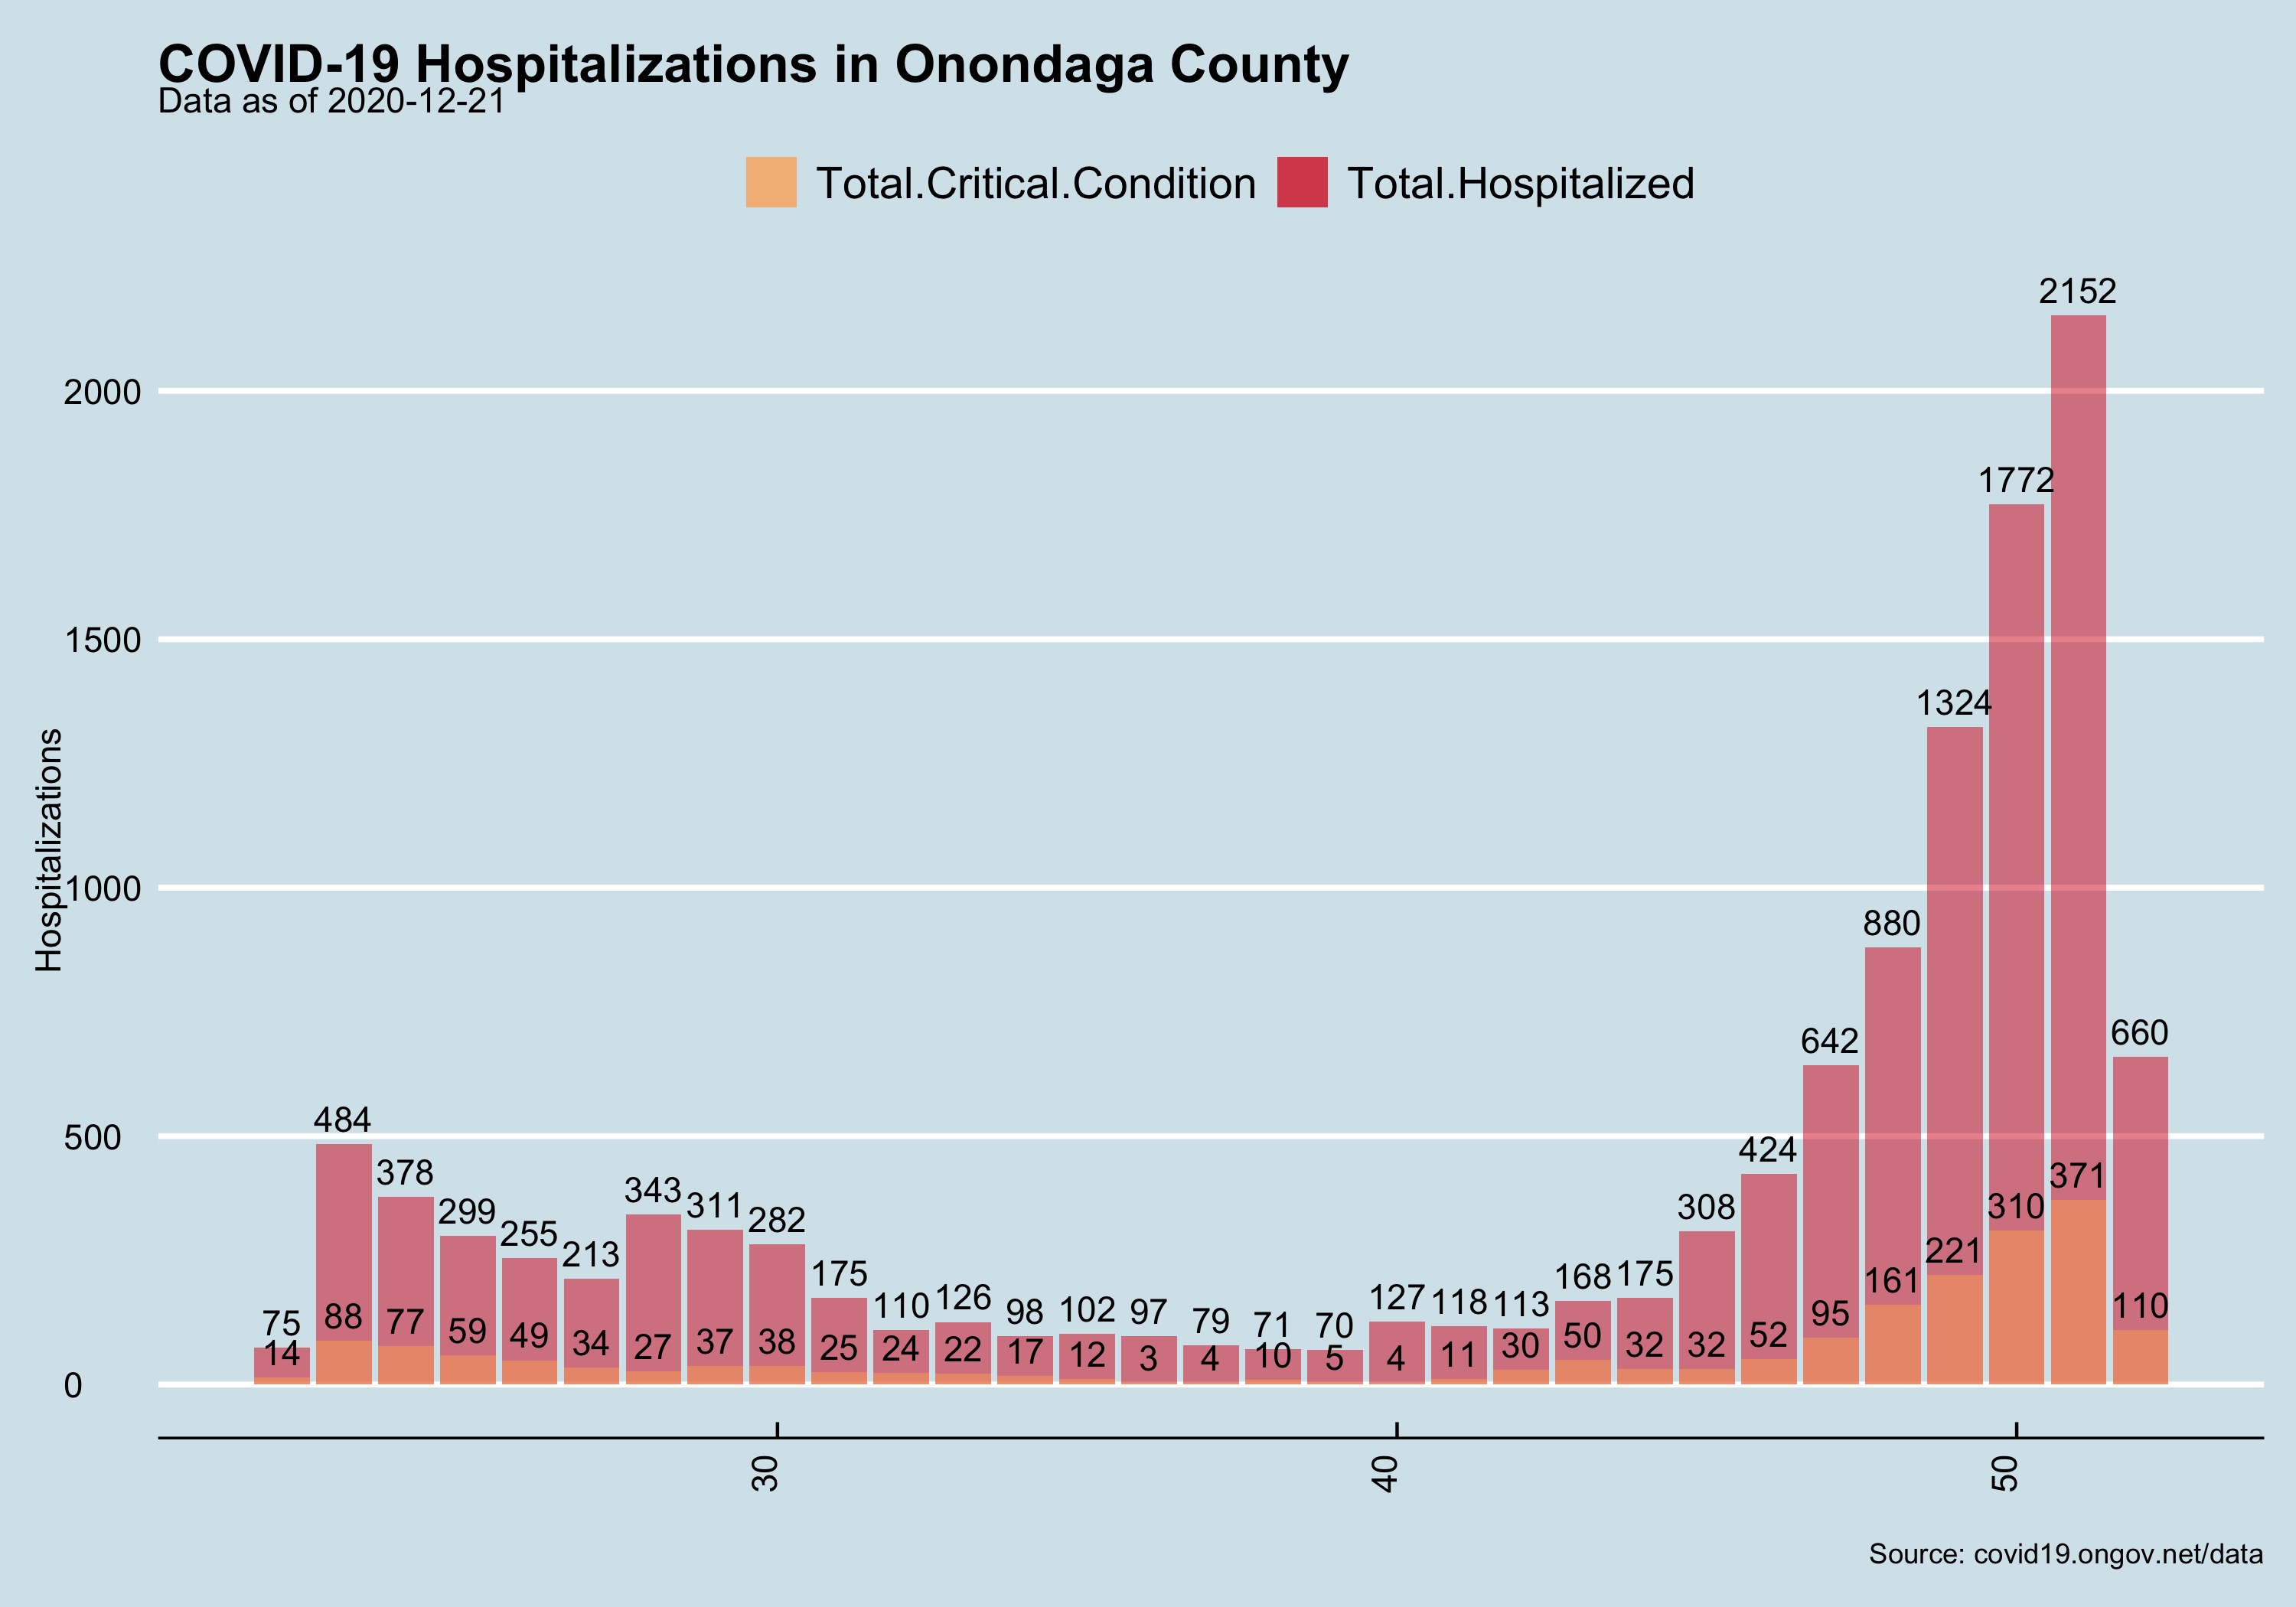 COVID-19 Hospitalizations in Onondaga County
Data as of 2020-12-21
Total.Critical.Condition Total.Hospitalized
Hospitalizations
2000
1500
1000
500
0
75 484 378 299 255 213 343 311 282 175 110 126 98 102 97 79 71 70 127 118 113 168 175 308 424 642 880 1324 1772 2152 660
14 88 77 59 49 34 27 37 38 25 24 22 17 12 3 4 10 5 4 11 30 50 32 32 52 95 161 221 310 371 110
30 40 50
Source: covid19.ongov.net/data